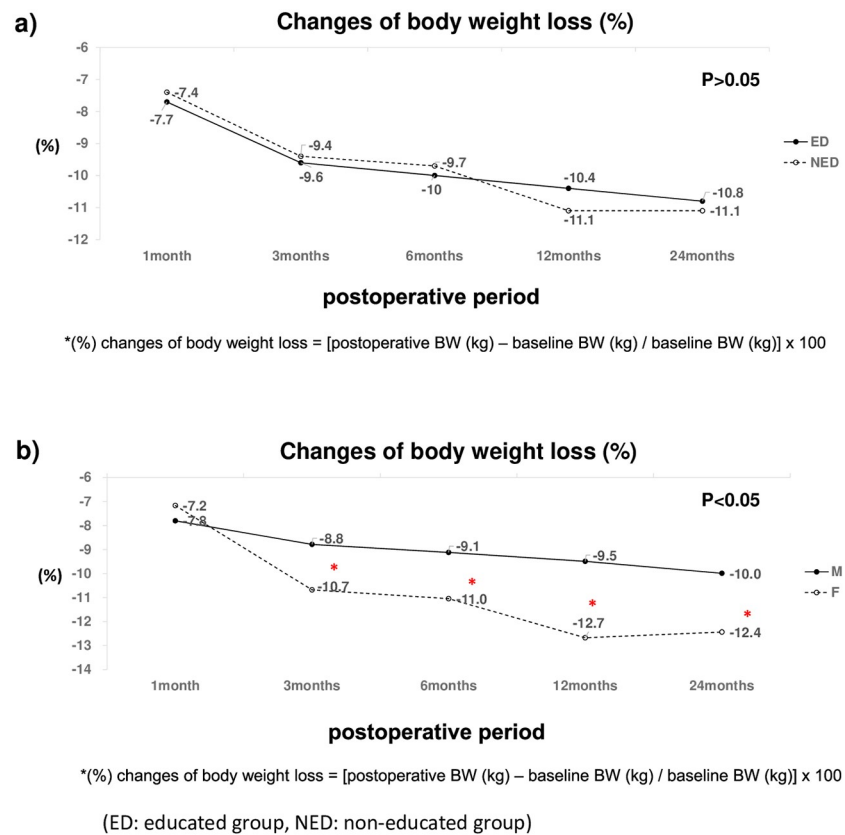 a)
Changes of body weight loss (%)
P>0.05
(%)
-6
-7
-8
-9
-10
-11
-12
-7.4
-7.7
-9.4
-9.6
-9.7
-10
-10.4
-11.1
-10.8
-11.1
ED
NED
1month 3months 6months 12months 24months
postoperative period
*(%) changes of body weight loss = [postoperative BW (kg) – baseline BW (kg) / baseline BW (kg)] x 100
b)
Changes of body weight loss (%)
P<0.05
(%)
-6
-7
-8
-9
-10
-11
-12
-13
-14
-7.2
-7.8
-8.8
-10.7
*
-9.1
-11.0
*
-9.5
-12.7
*
-10.0
-12.4
*
M
F
1month 3months 6months 12months 24months
postoperative period
*(%) changes of body weight loss = [postoperative BW (kg) – baseline BW (kg) / baseline BW (kg)] x 100
(ED: educated group, NED: non-educated group)